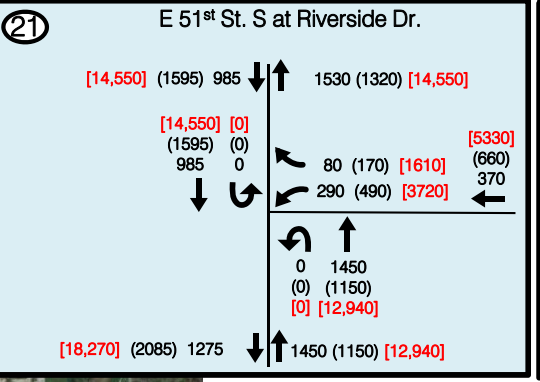 21
E 51st St. S at Riverside Dr.
[14,550] (1595) 985
1530 (1320) [14,550]
[14,550] [0]
(1595) (0)
985 0
[5330]
(660)
370
80 (170) [1610]
290 (490) [3720]
0 1450
(0) (1150)
[0] [12,940]
[18,270] (2085) 1275
1450 (1150) [12,940]